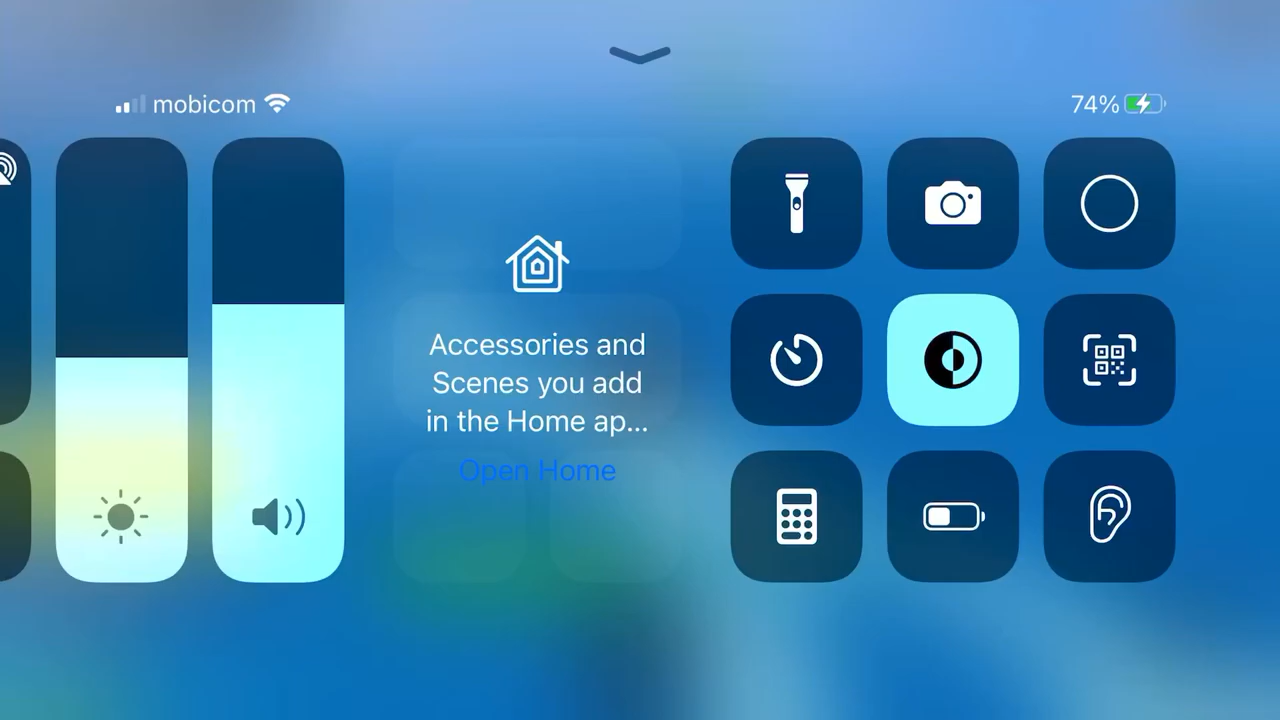 mobicom
74%
Accessories and
Scenes you add
in the Home ap...
Open Home